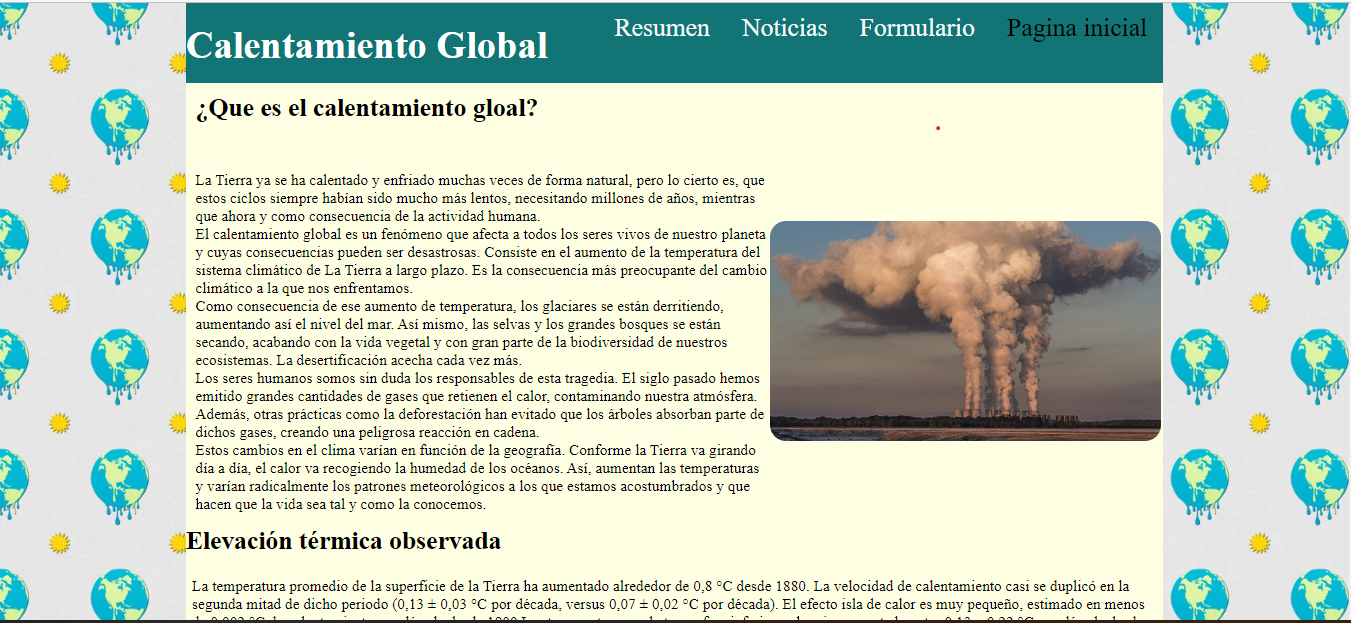 Calentamiento Global
Resumen Noticias Formulario Pagina inicial
¿Que es el calentamiento gloal?
La Tierra ya se ha calentado y enfriado muchas veces de forma natural, pero lo cierto es, que
estos ciclos siempre habían sido mucho más lentos, necesitando millones de años, mientras
que ahora y como consecuencia de la actividad humana.
El calentamiento global es un fenómeno que afecta a todos los seres vivos de nuestro planeta
y cuyas consecuencias pueden ser desastrosas. Consiste en el aumento de la temperatura del
sistema climático de La Tierra a largo plazo. Es la consecuencia más preocupante del cambio
climático a la que nos enfrentamos.
Como consecuencia de ese aumento de temperatura, los glaciares se están derritiendo,
aumentando así el nivel del mar. Así mismo, las selvas y los grandes bosques se están
secando, acabando con la vida vegetal y con gran parte de la biodiversidad de nuestros
ecosistemas. La desertificación acecha cada vez más.
Los seres humanos somos sin duda los responsables de esta tragedia. El siglo pasado hemos
emitido grandes cantidades de gases que retienen el calor, contaminando nuestra atmósfera.
Además, otras prácticas como la deforestación han evitado que los árboles absorban parte de
dichos gases, creando una peligrosa reacción en cadena.
Estos cambios en el clima varían en función de la geografía. Conforme la Tierra va girando
día a día, el calor va recogiendo la humedad de los océanos. Así, aumentan las temperaturas
y varían radicalmente los patrones meteorológicos a los que estamos acostumbrados y que
hacen que la vida sea tal y como la conocemos.
Elevación térmica observada
La temperatura promedio de la superficie de la Tierra ha aumentado alrededor de 0,8 °C desde 1880. La velocidad de calentamiento casi se duplicó en la
segunda mitad de dicho periodo (0,13 ± 0,03 °C por década, versus 0,07 ± 0,02 °C por década). El efecto isla de calor es muy pequeño, estimado en menos